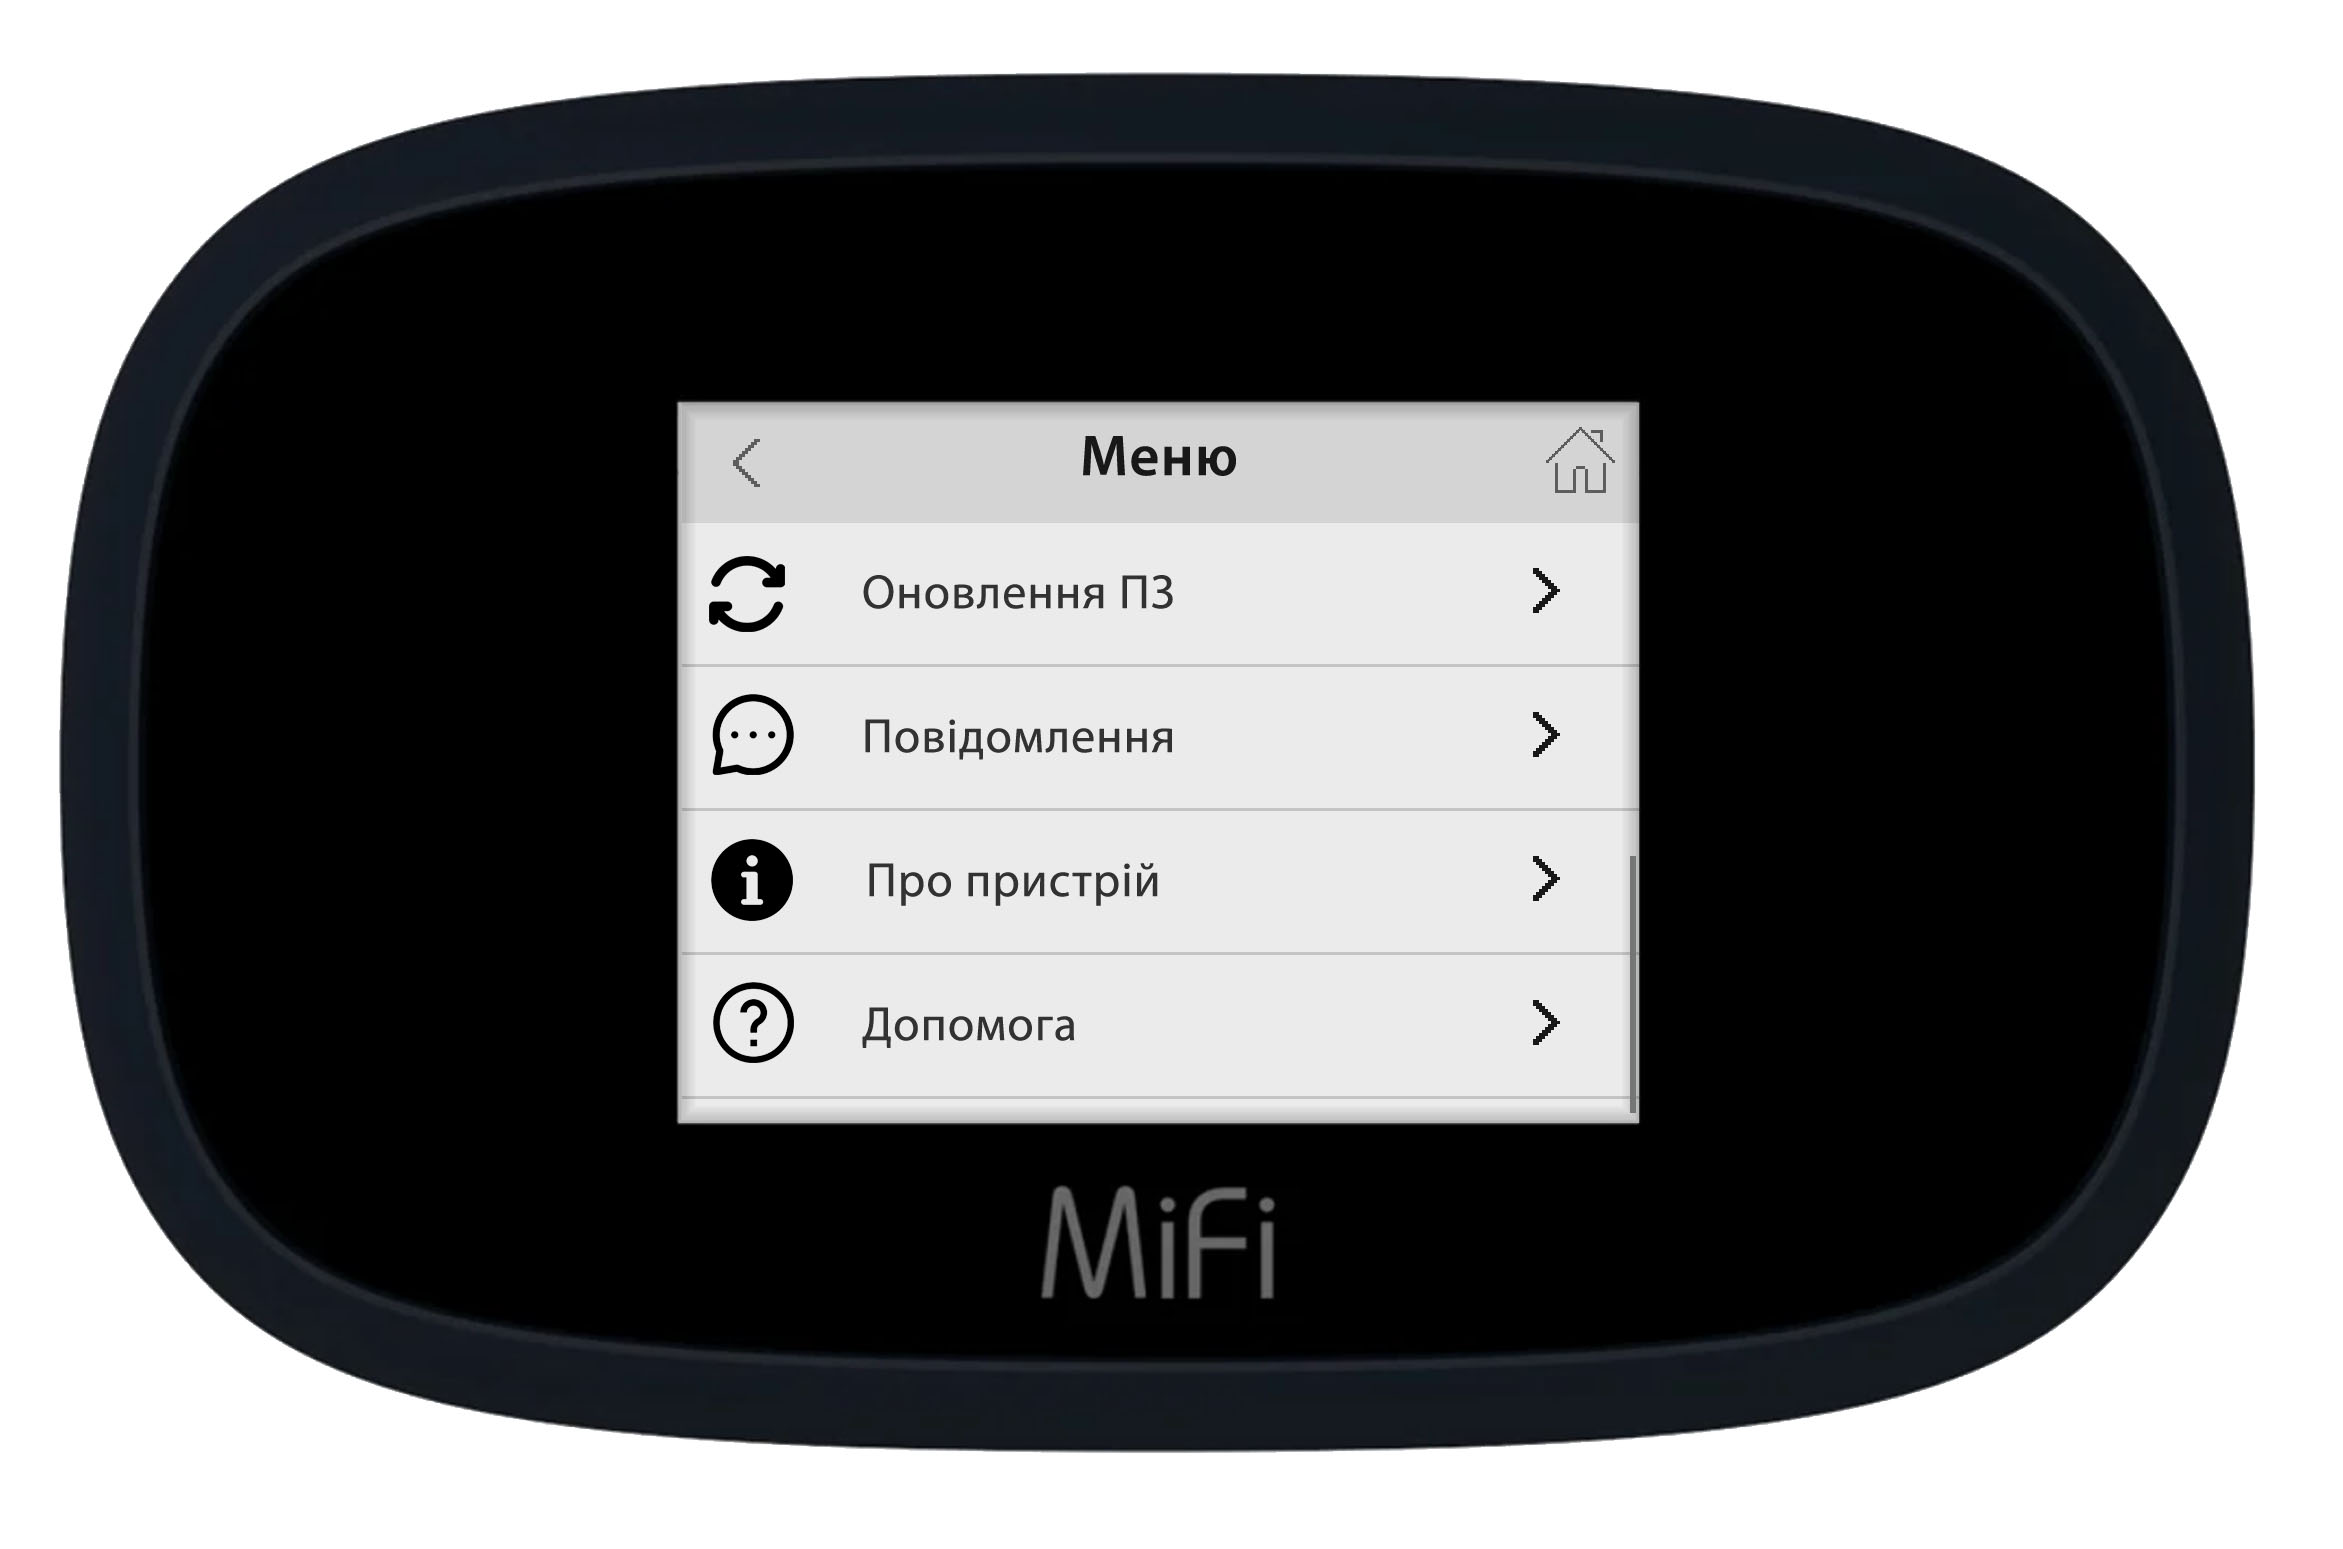 Меню
Оновлення ПЗ
Повідомлення
Про пристрій
Допомога
MiFi